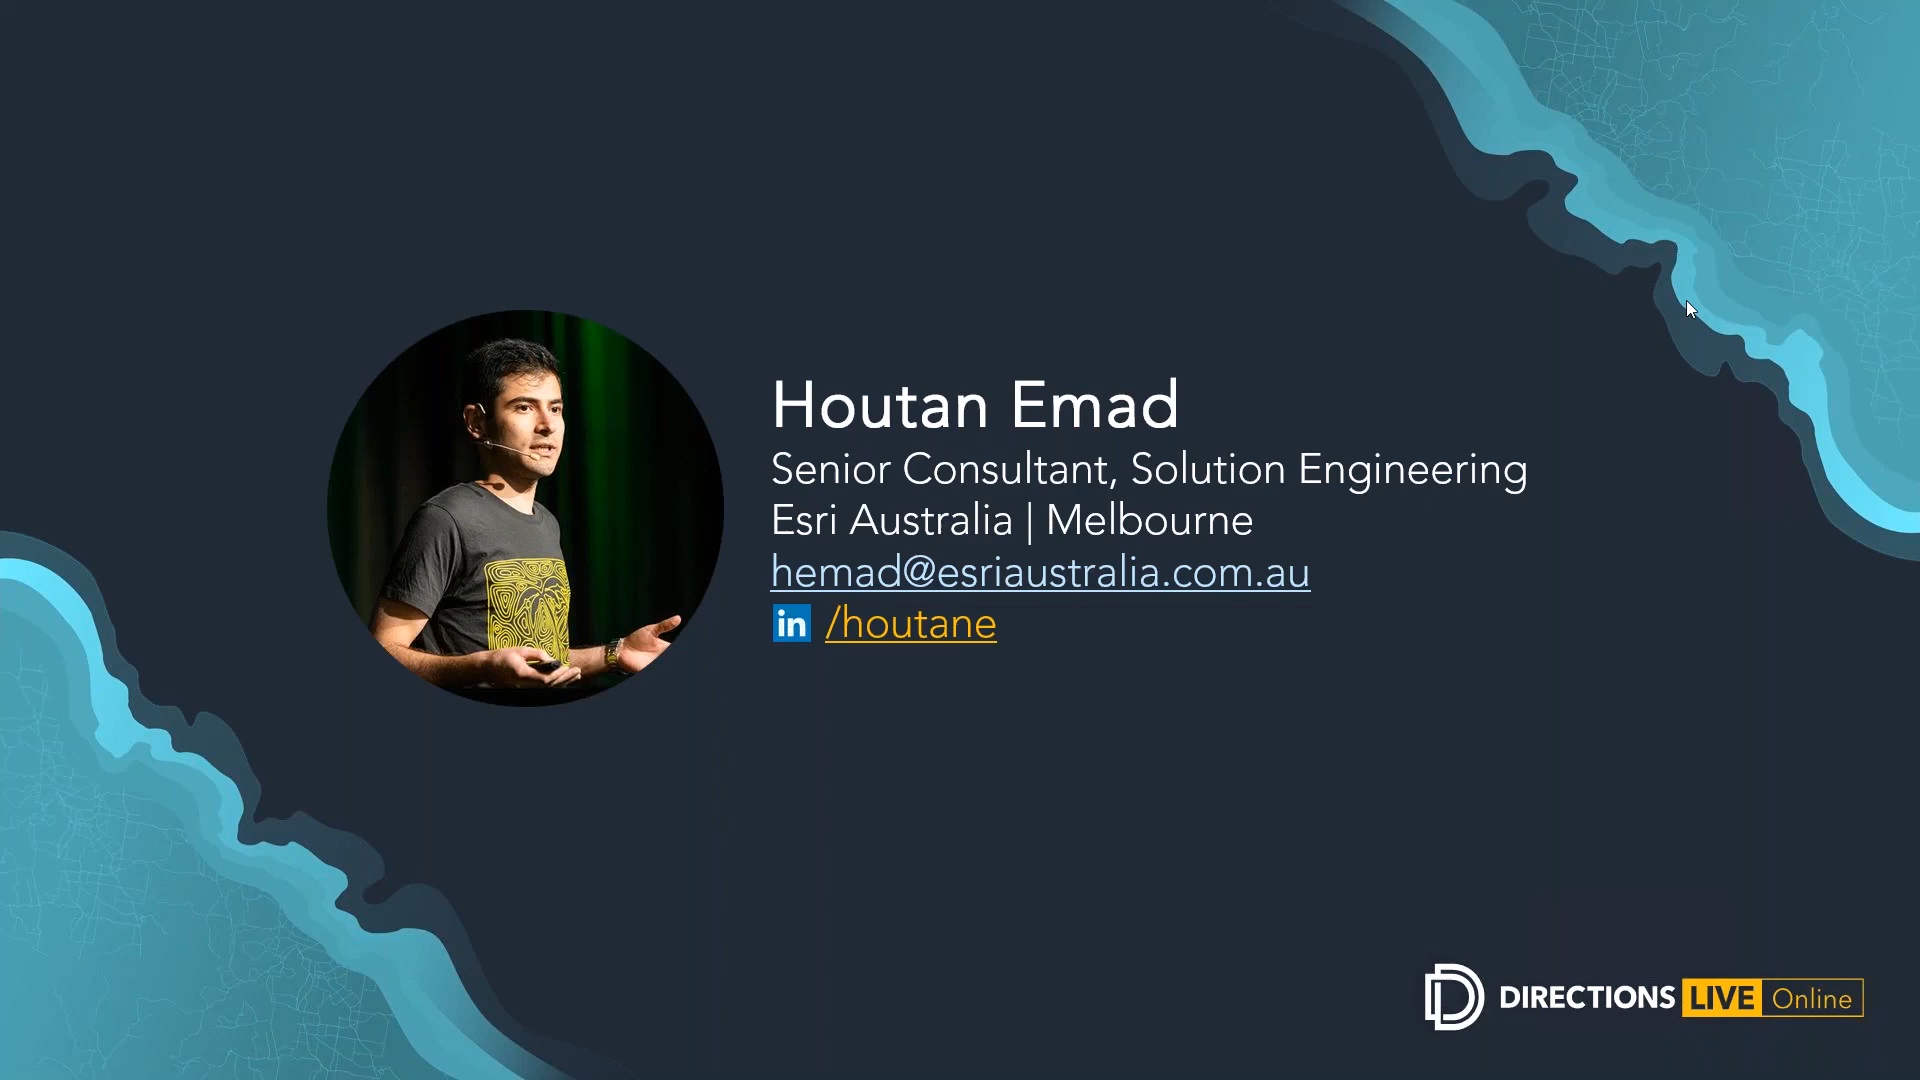 Houtan Emad
Senior Consultant, Solution Engineering
Esri Australia | Melbourne
hemad@esriaustralia.com.au
in /houtane
DIRECTIONS LIVE Online